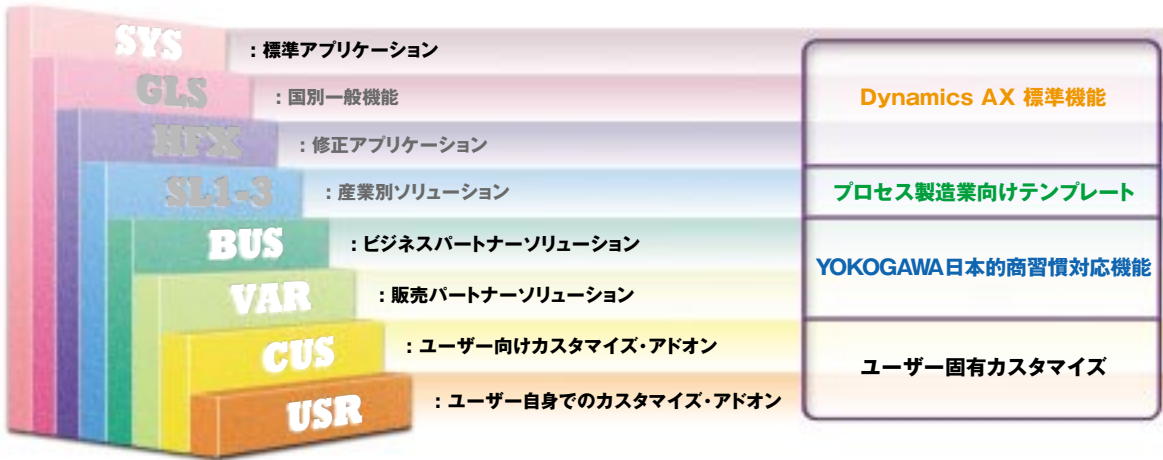 SYS
:標準アプリケーション
GLS
:国別一般機能
HFX
:修正アプリケーション
SL1-3
:産業別ソリューション
BUS
:ビジネスパートナーソリューション
VAR
:販売パートナーソリューション
CUS
:ユーザー向けカスタマイズ・アドオン
USR
:ユーザー自身でのカスタマイズ・アドオン
Dynamics AX 標準機能
プロセス製造業向けテンプレート
YOKOGAWA日本的商習慣対応機能
ユーザー固有カスタマイズ